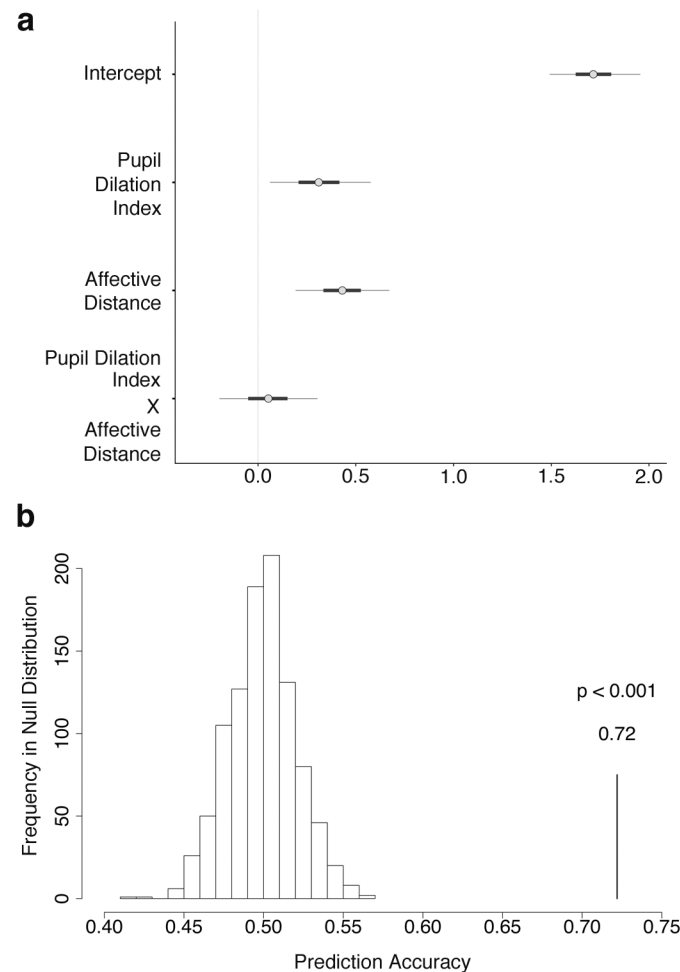 a
Intercept
Pupil
Dilation
Index
Affective
Distance
Pupil Dilation
Index
X
Affective
Distance
0.0 0.5 1.0 1.5 2.0
b
Frequency in Null Distribution
200
150
100
50
0
p < 0.001
0.72
0.40 0.45 0.50 0.55 0.60 0.65 0.70 0.75
Prediction Accuracy